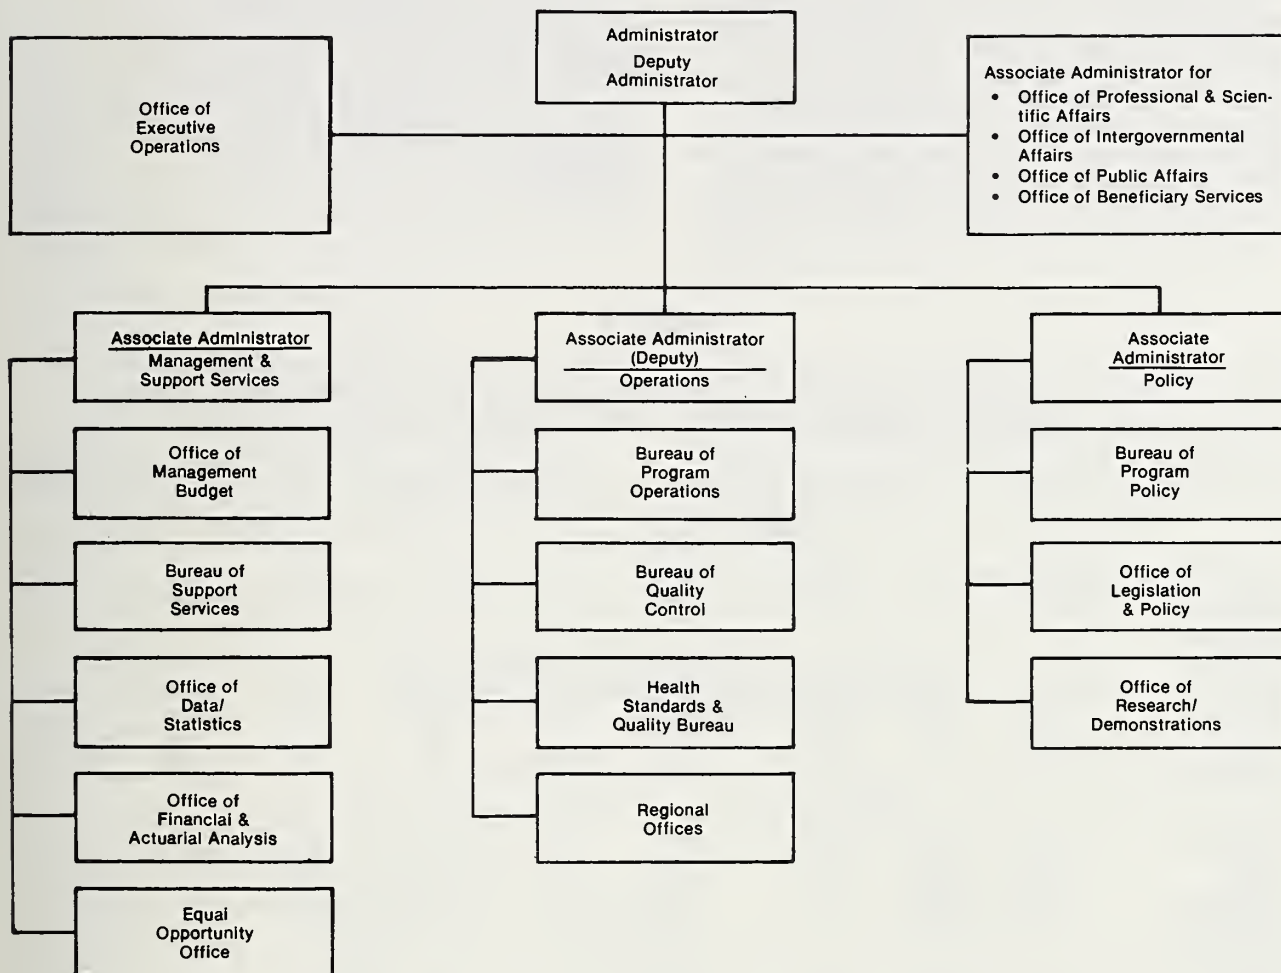 Administrator
Deputy
Administrator
Office of
Executive
Operations
Associate Administrator for
• Office of Professional & Scien-
tific Affairs
• Office of Intergovernmental
Affairs
• Office of Public Affairs
• Office of Beneficiary Services
Associate Administrator
Management &
Support Services
Office of
Management
Budget
Bureau of
Support
Services
Office of
Data/
Statistics
Office of
Financial &
Actuarial Analysis
Equal
Opportunity
Office
Associate Administrator
(Deputy)
Operations
Bureau of
Program
Operations
Bureau of
Quality
Control
Health
Standards &
Quality Bureau
Regional
Offices
Associate
Administrator
Policy
Bureau of
Program
Policy
Office of
Legislation
& Policy
Office of
Research/
Demonstrations